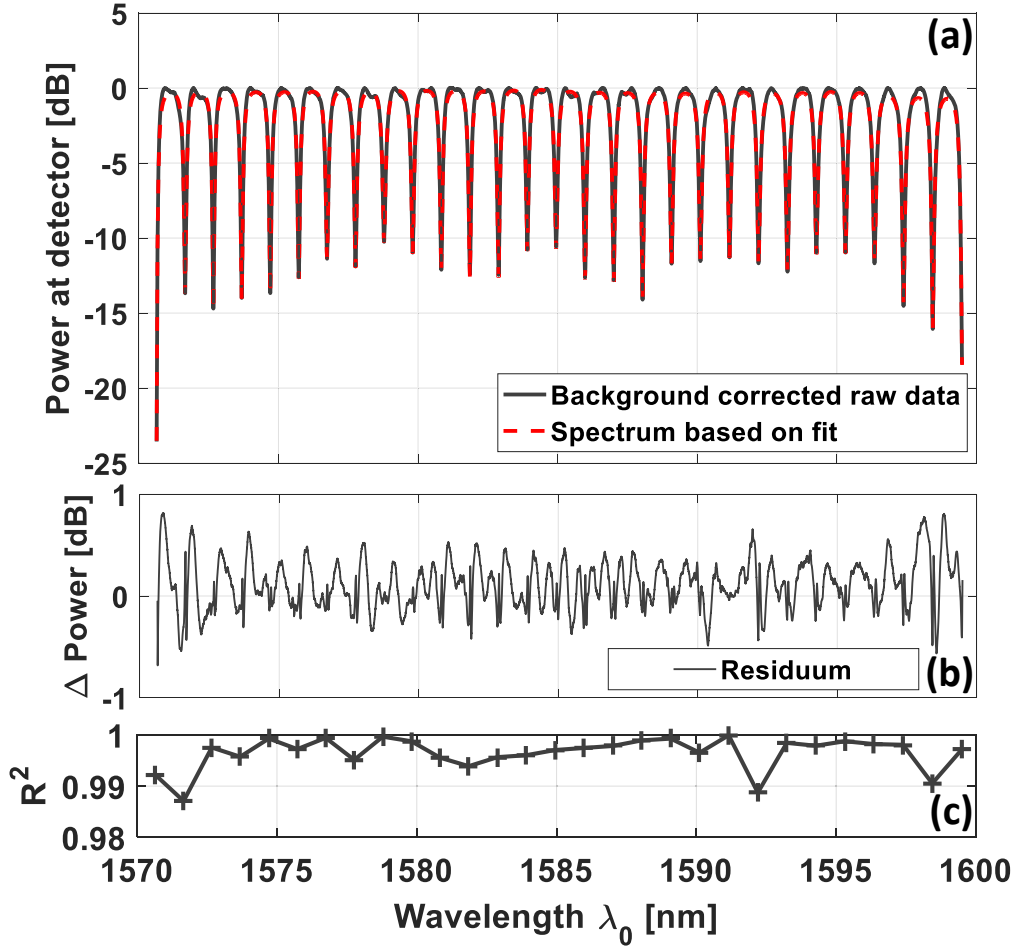 (a)
Power at detector [dB]
5
0
-5
-10
-15
-20
-25
Background corrected raw data
Spectrum based on fit
Δ Power [dB]
1
0
-1
Residuum
(b)
R²
1
0.99
0.98
(c)
1570 1575 1580 1585 1590 1595 1600
Wavelength λ₀ [nm]